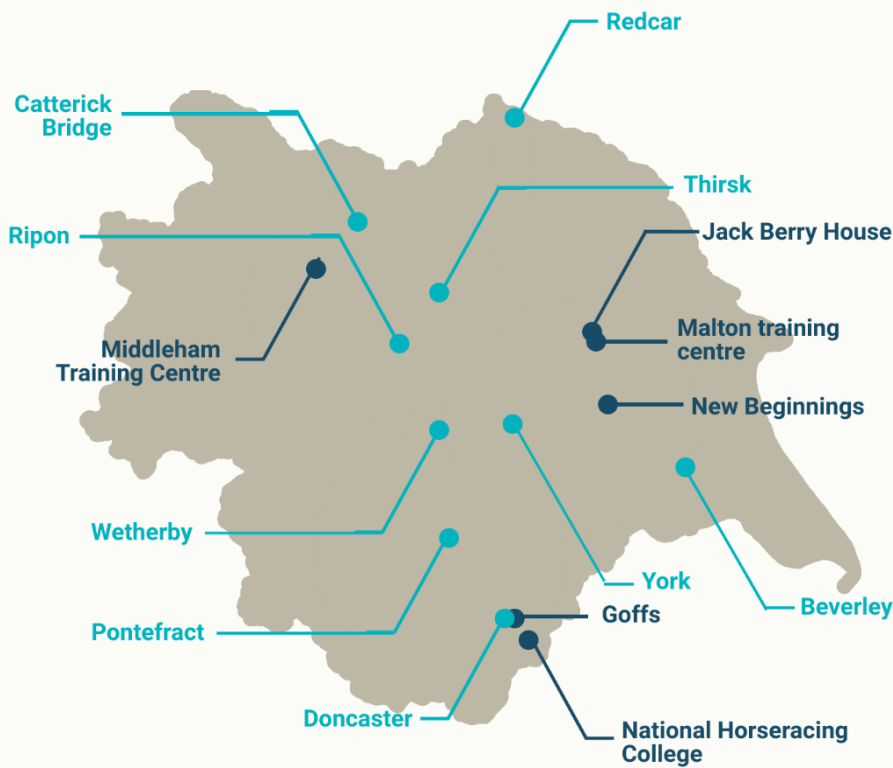 Redcar
Catterick
Bridge
Thirsk
Ripon
Jack Berry House
Malton training
centre
Middleham
Training Centre
New Beginnings
Wetherby
York
Beverley
Goffs
Pontefract
Doncaster
National Horseracing
College